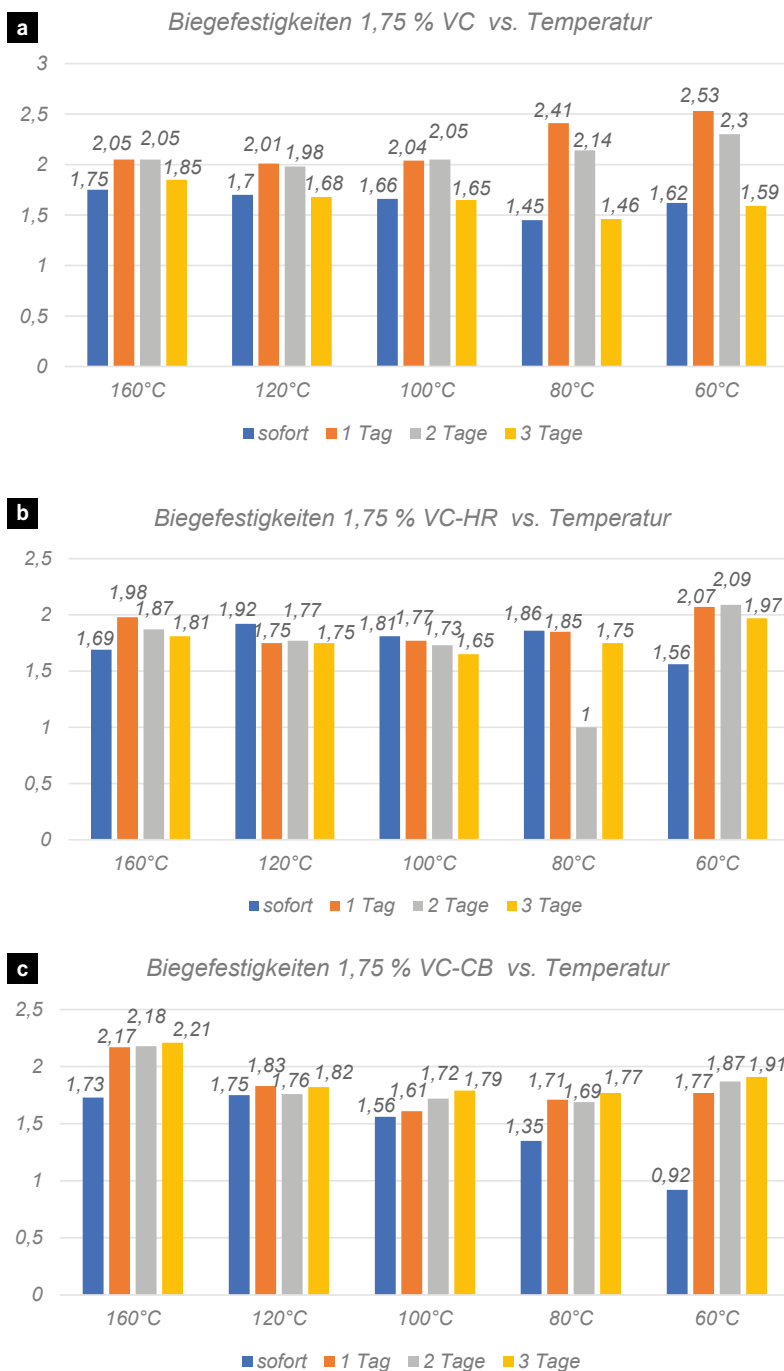 a
Biegefestigkeiten 1,75 % VC vs. Temperatur
3
2,5
2
1,5
1
0,5
0
1,75 2,05 2,05 1,85
1,7 2,01 1,98 1,68
1,66 2,04 2,05 1,65
1,45 2,41 2,14 1,46
1,62 2,53 2,3 1,59
160°C 120°C 100°C 80°C 60°C
sofort 1 Tag 2 Tage 3 Tage
b
Biegefestigkeiten 1,75 % VC-HR vs. Temperatur
2,5
2
1,5
1
0,5
0
1,69 1,98 1,87 1,81
1,92 1,75 1,77 1,75
1,81 1,77 1,73 1,65
1,86 1,85 1 1,75
1,56 2,07 2,09 1,97
160°C 120°C 100°C 80°C 60°C
sofort 1 Tag 2 Tage 3 Tage
c
Biegefestigkeiten 1,75 % VC-CB vs. Temperatur
2,5
2
1,5
1
0,5
0
1,73 2,17 2,18 2,21
1,75 1,83 1,76 1,82
1,56 1,61 1,72 1,79
1,35 1,71 1,69 1,77
0,92 1,77 1,87 1,91
160°C 120°C 100°C 80°C 60°C
sofort 1 Tag 2 Tage 3 Tage